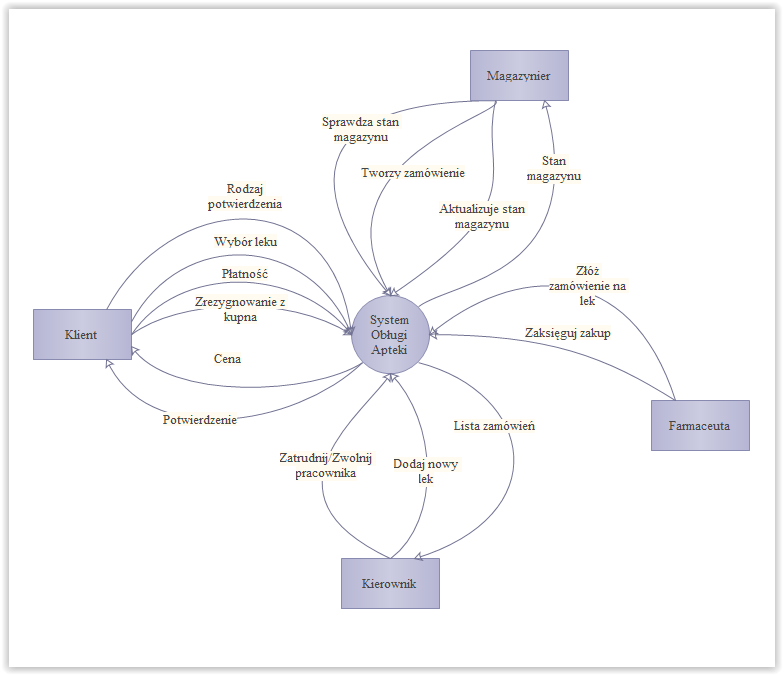 Magazynier
Sprawdza stan
magazynu
Tworzy zamówienie
Stan
magazynu
Rodzaj
potwierdzenia
Aktualizuje stan
magazynu
Wybór leku
Płatność
Złóż
zamówienie na
lek
Zrezygnowanie z
kupna
Klient
System
Obługi
Apteki
Zaksięguj zakup
Cena
Potwierdzenie
Lista zamówień
Farmaceuta
Zatrudnij/Zwolnij
pracownika
Dodaj nowy
lek
Kierownik